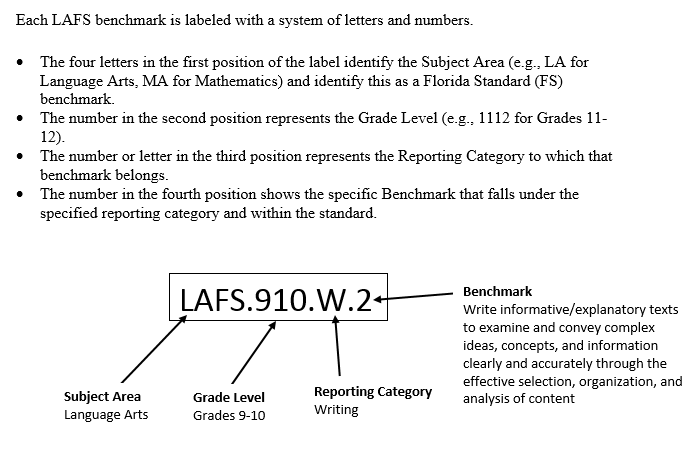 Each LAFS benchmark is labeled with a system of letters and numbers.
• The four letters in the first position of the label identify the Subject Area (e.g., LA for
Language Arts, MA for Mathematics) and identify this as a Florida Standard (FS)
benchmark.
• The number in the second position represents the Grade Level (e.g., 1112 for Grades 11-
12).
• The number or letter in the third position represents the Reporting Category to which that
benchmark belongs.
• The number in the fourth position shows the specific Benchmark that falls under the
specified reporting category and within the standard.
LAFS.910.W.2
Benchmark
Write informative/explanatory texts
to examine and convey complex
ideas, concepts, and information
clearly and accurately through the
effective selection, organization, and
analysis of content
Subject Area
Language Arts
Grade Level
Grades 9-10
Reporting Category
Writing